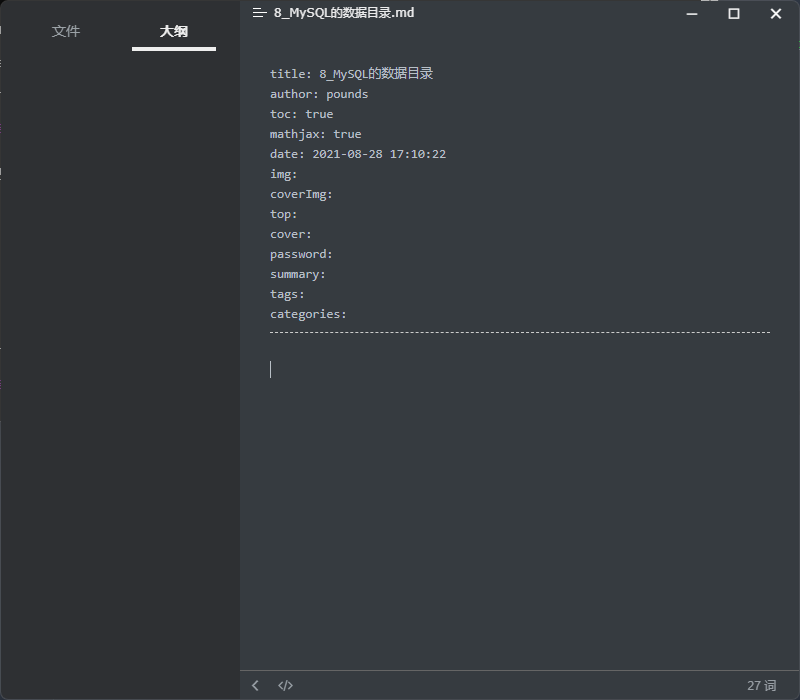 文件 大纲
8_MySQL的数据目录.md
title: 8_MySQL的数据目录
author: pounds
toc: true
mathjax: true
date: 2021-08-28 17:10:22
img:
coverImg:
top:
cover:
password:
summary:
tags:
categories:
27 词